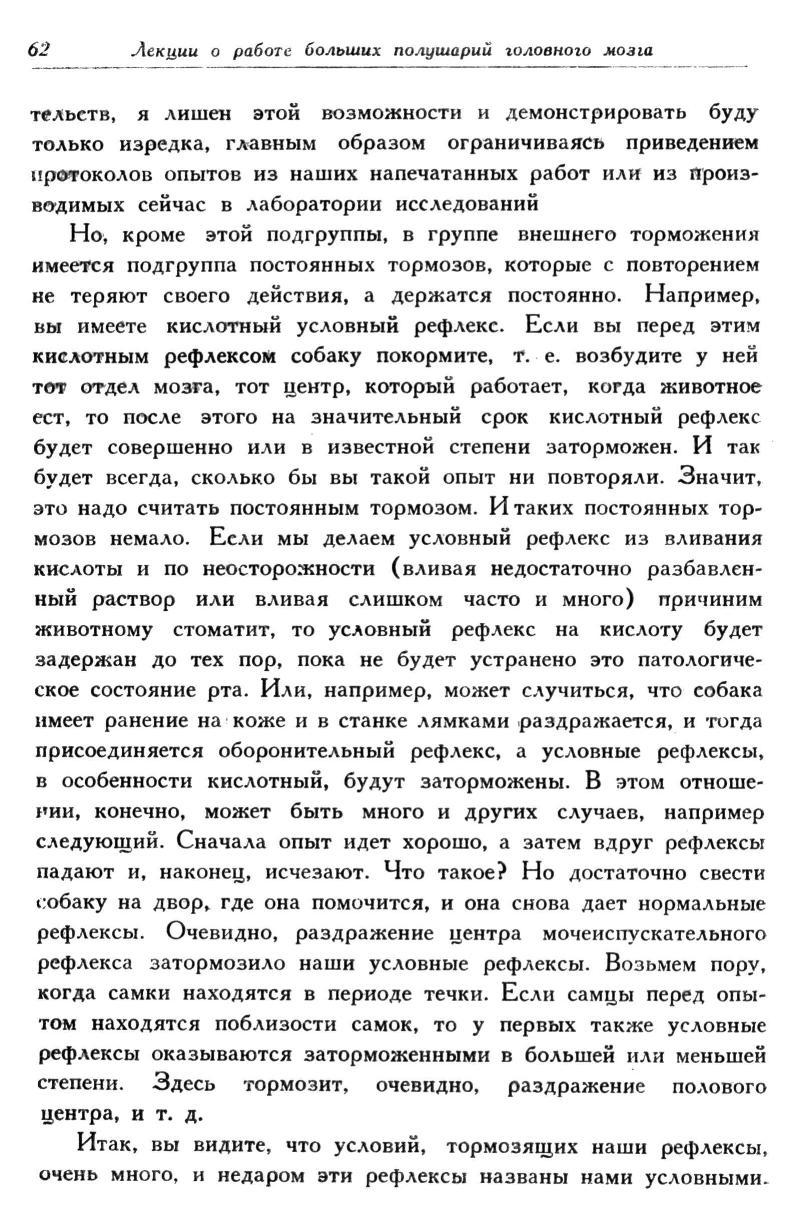 62 Лекции о работе больших полушарий головного мозга
тельств, я лишен этой возможности и демонстрировать буду
только изредка, главным образом ограничиваясь приведением
протоколов опытов из наших напечатанных работ или из произ-
водимых сейчас в лаборатории исследований
Но, кроме этой подгруппы, в группе внешнего торможения
имеется подгруппа постоянных тормозов, которые с повторением
не теряют своего действия, а держатся постоянно. Например,
вы имеете кислотный условный рефлекс. Если вы перед этим
кислотным рефлексом собаку покормите, т. е. возбудите у ней
тот отдел мозга, тот центр, который работает, когда животное
ест, то после этого на значительный срок кислотный рефлекс
будет совершенно или в известной степени заторможен. И так
будет всегда, сколько бы вы такой опыт ни повторяли. Значит,
это надо считать постоянным тормозом. И таких постоянных тор-
мозов немало. Если мы делаем условный рефлекс из вливания
кислоты и по неосторожности (вливая недостаточно разбавлен-
ный раствор или вливая слишком часто и много) причиним
животному стоматит, то условный рефлекс на кислоту будет
задержан до тех пор, пока не будет устранено это патологиче-
ское состояние рта. Или, например, может случиться, что собака
имеет ранение на коже и в станке лямками раздражается, и тогда
присоединяется оборонительный рефлекс, а условные рефлексы,
в особенности кислотный, будут заторможены. В этом отноше-
нии, конечно, может быть много и других случаев, например
следующий. Сначала опыт идет хорошо, а затем вдруг рефлексы
падают и, наконец, исчезают. Что такое? Но достаточно свести
собаку на двор, где она помочится, и она снова дает нормальные
рефлексы. Очевидно, раздражение центра мочеиспускательного
рефлекса затормозило наши условные рефлексы. Возьмем пору,
когда самки находятся в периоде течки. Если самцы перед опы-
том находятся поблизости самок, то у первых также условные
рефлексы оказываются заторможенными в большей или меньшей
степени. Здесь тормозит, очевидно, раздражение полового
центра, и т. д.
Итак, вы видите, что условий, тормозящих наши рефлексы,
очень много, и недаром эти рефлексы названы нами условными.